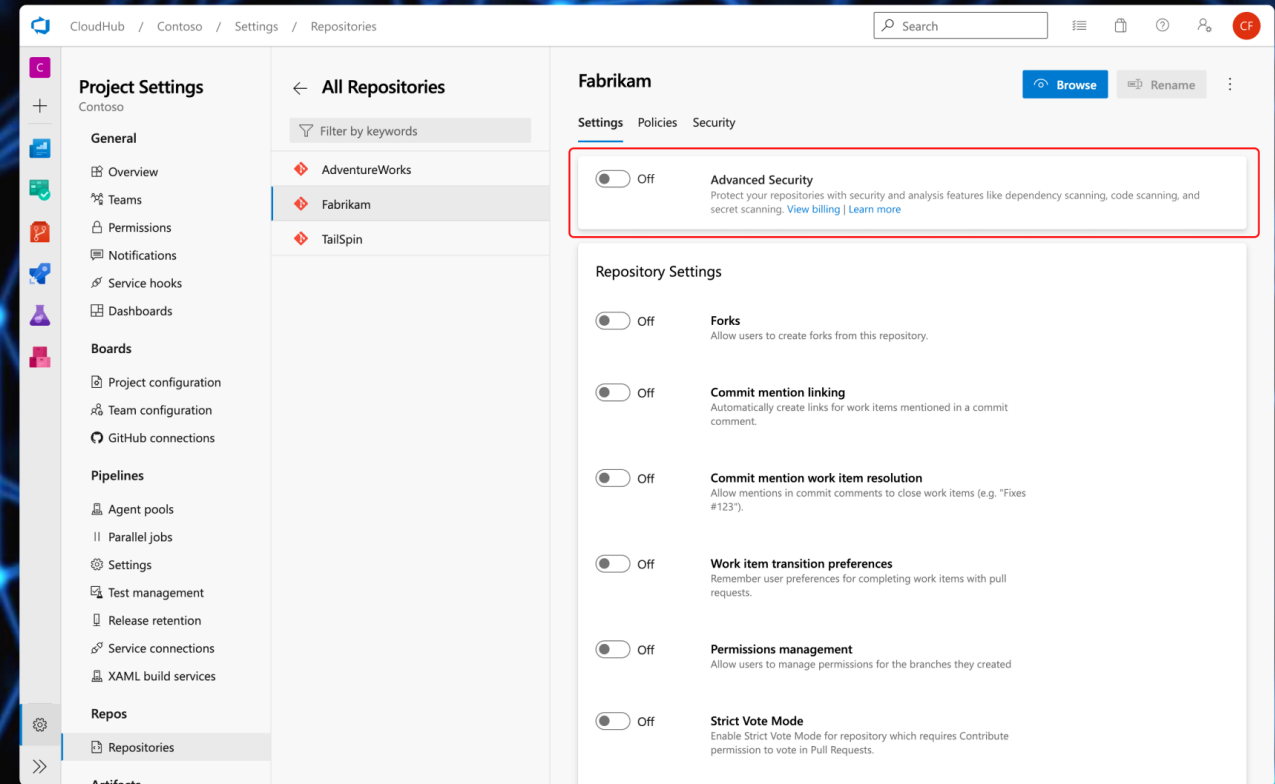 CloudHub / Contoso / Settings / Repositories
Search
CF
C
Project Settings
Contoso
General
Overview
Teams
Permissions
Notifications
Service hooks
Dashboards
Boards
Project configuration
Team configuration
GitHub connections
Pipelines
Agent pools
Parallel jobs
Settings
Test management
Release retention
Service connections
XAML build services
Repos
Repositories
Artifacts
All Repositories
Filter by keywords
AdventureWorks
Fabrikam
TailSpin
Fabrikam
Browse
Rename
Settings Policies Security
Off
Advanced Security
Protect your repositories with security and analysis features like dependency scanning, code scanning, and
secret scanning. View billing | Learn more
Repository Settings
Off
Forks
Allow users to create forks from this repository.
Off
Commit mention linking
Automatically create links for work items mentioned in a commit
comment.
Off
Commit mention work item resolution
Allow mentions in commit comments to close work items (e.g. "Fixes
#123").
Off
Work item transition preferences
Remember user preferences for completing work items with pull
requests.
Off
Permissions management
Allow users to manage permissions for the branches they created
Off
Strict Vote Mode
Enable Strict Vote Mode for repository which requires Contribute
permission to vote in Pull Requests.